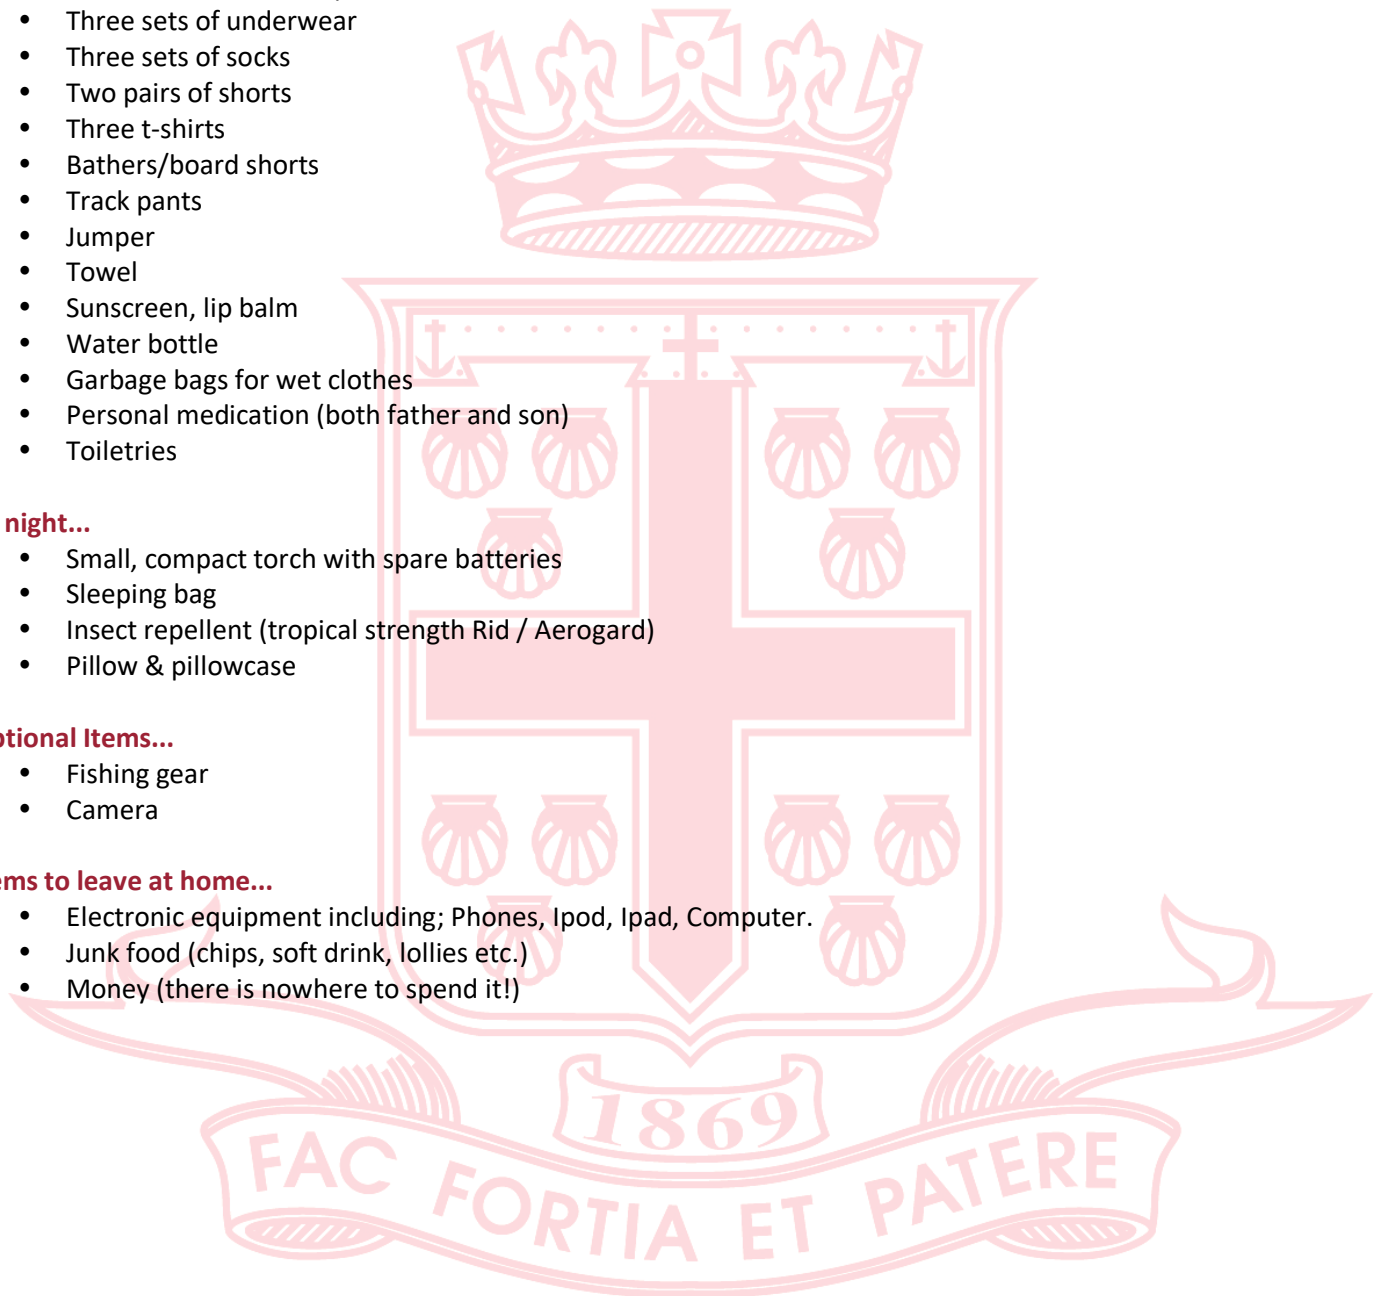 • Three sets of underwear
• Three sets of socks
• Two pairs of shorts
• Three t-shirts
• Bathers/board shorts
• Track pants
• Jumper
• Towel
• Sunscreen, lip balm
• Water bottle
• Garbage bags for wet clothes
• Personal medication (both father and son)
• Toiletries
night...
• Small, compact torch with spare batteries
• Sleeping bag
• Insect repellent (tropical strength Rid / Aerogard)
• Pillow & pillowcase
ptional Items...
• Fishing gear
• Camera
ems to leave at home...
• Electronic equipment including; Phones, Ipod, Ipad, Computer.
• Junk food (chips, soft drink, lollies etc.)
• Money (there is nowhere to spend it!)
1869
FAC FORTIA ET PATERE